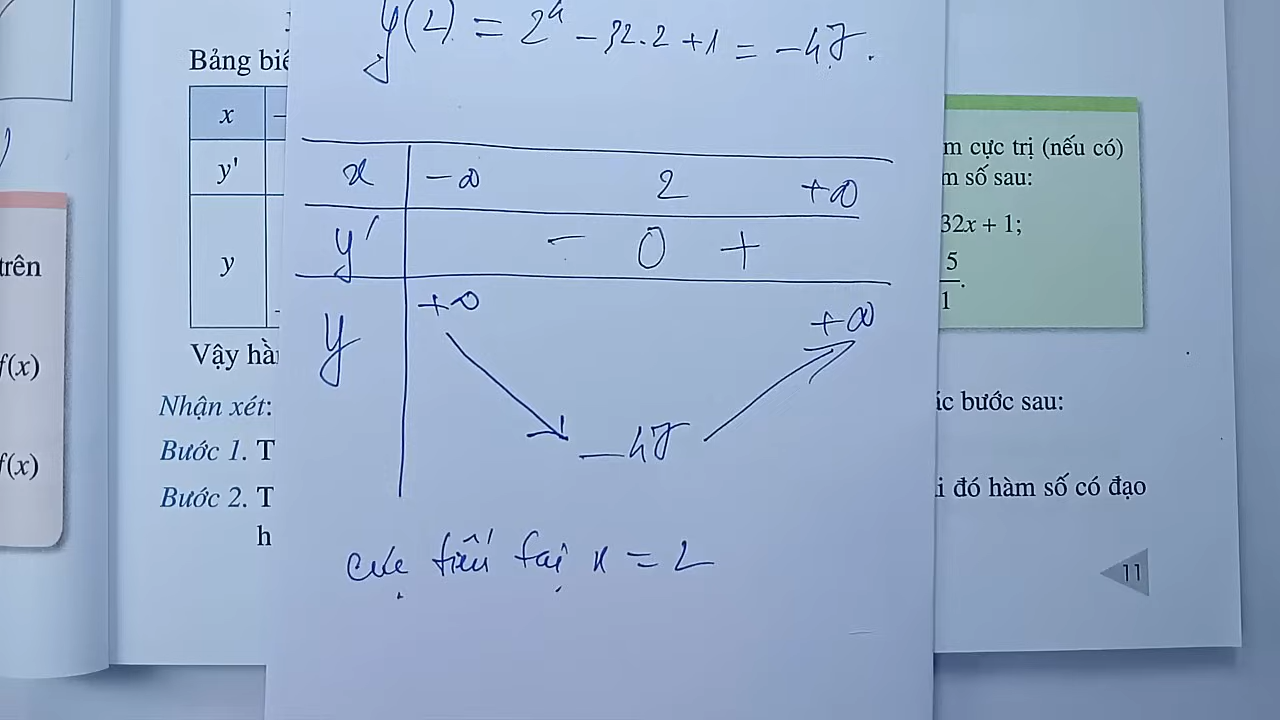 y(2) = 2⁴ - 32.2 + 1 = -47.
Bảng biế
x
y'
y
x -∞ 2 +∞
y' - 0 +
y +∞ +∞
-47
cực tiểu tại x = 2
Vậy hà
Nhận xét:
Bước 1. T
Bước 2. T
h
trên
f(x)
f(x)
m cực trị (nếu có)
m số sau:
32x + 1;
5
1
ác bước sau:
i đó hàm số có đạo
11